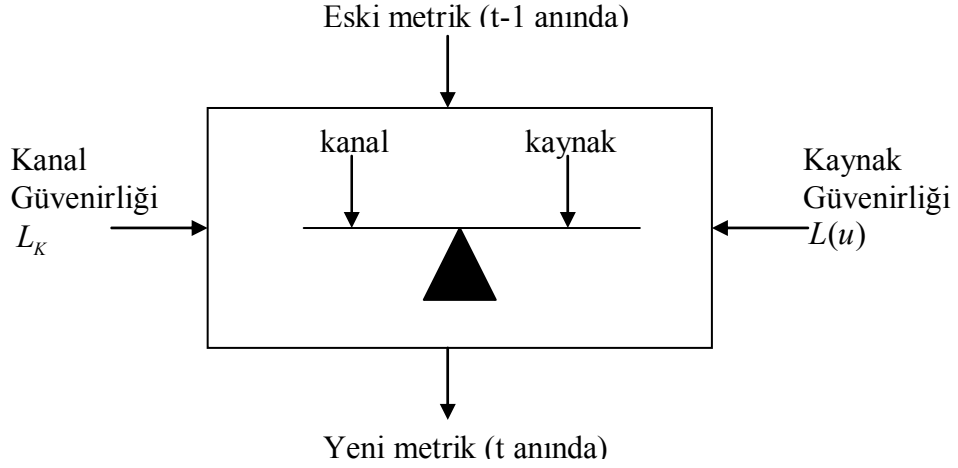 Eski metrik (t-1 anında)
kanal
kaynak
Kanal
Güvenirliği
L_K
Kaynak
Güvenirliği
L(u)
Yeni metrik (t anında)